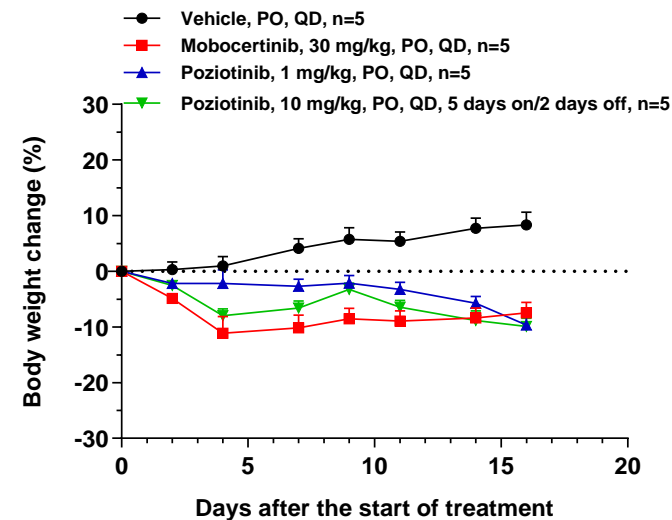 Vehicle, PO, QD, n=5
Mobocertinib, 30 mg/kg, PO, QD, n=5
Poziotinib, 1 mg/kg, PO, QD, n=5
Poziotinib, 10 mg/kg, PO, QD, 5 days on/2 days off, n=5
Body weight change (%)
30
20
10
0
-10
-20
-30
0 5 10 15 20
Days after the start of treatment